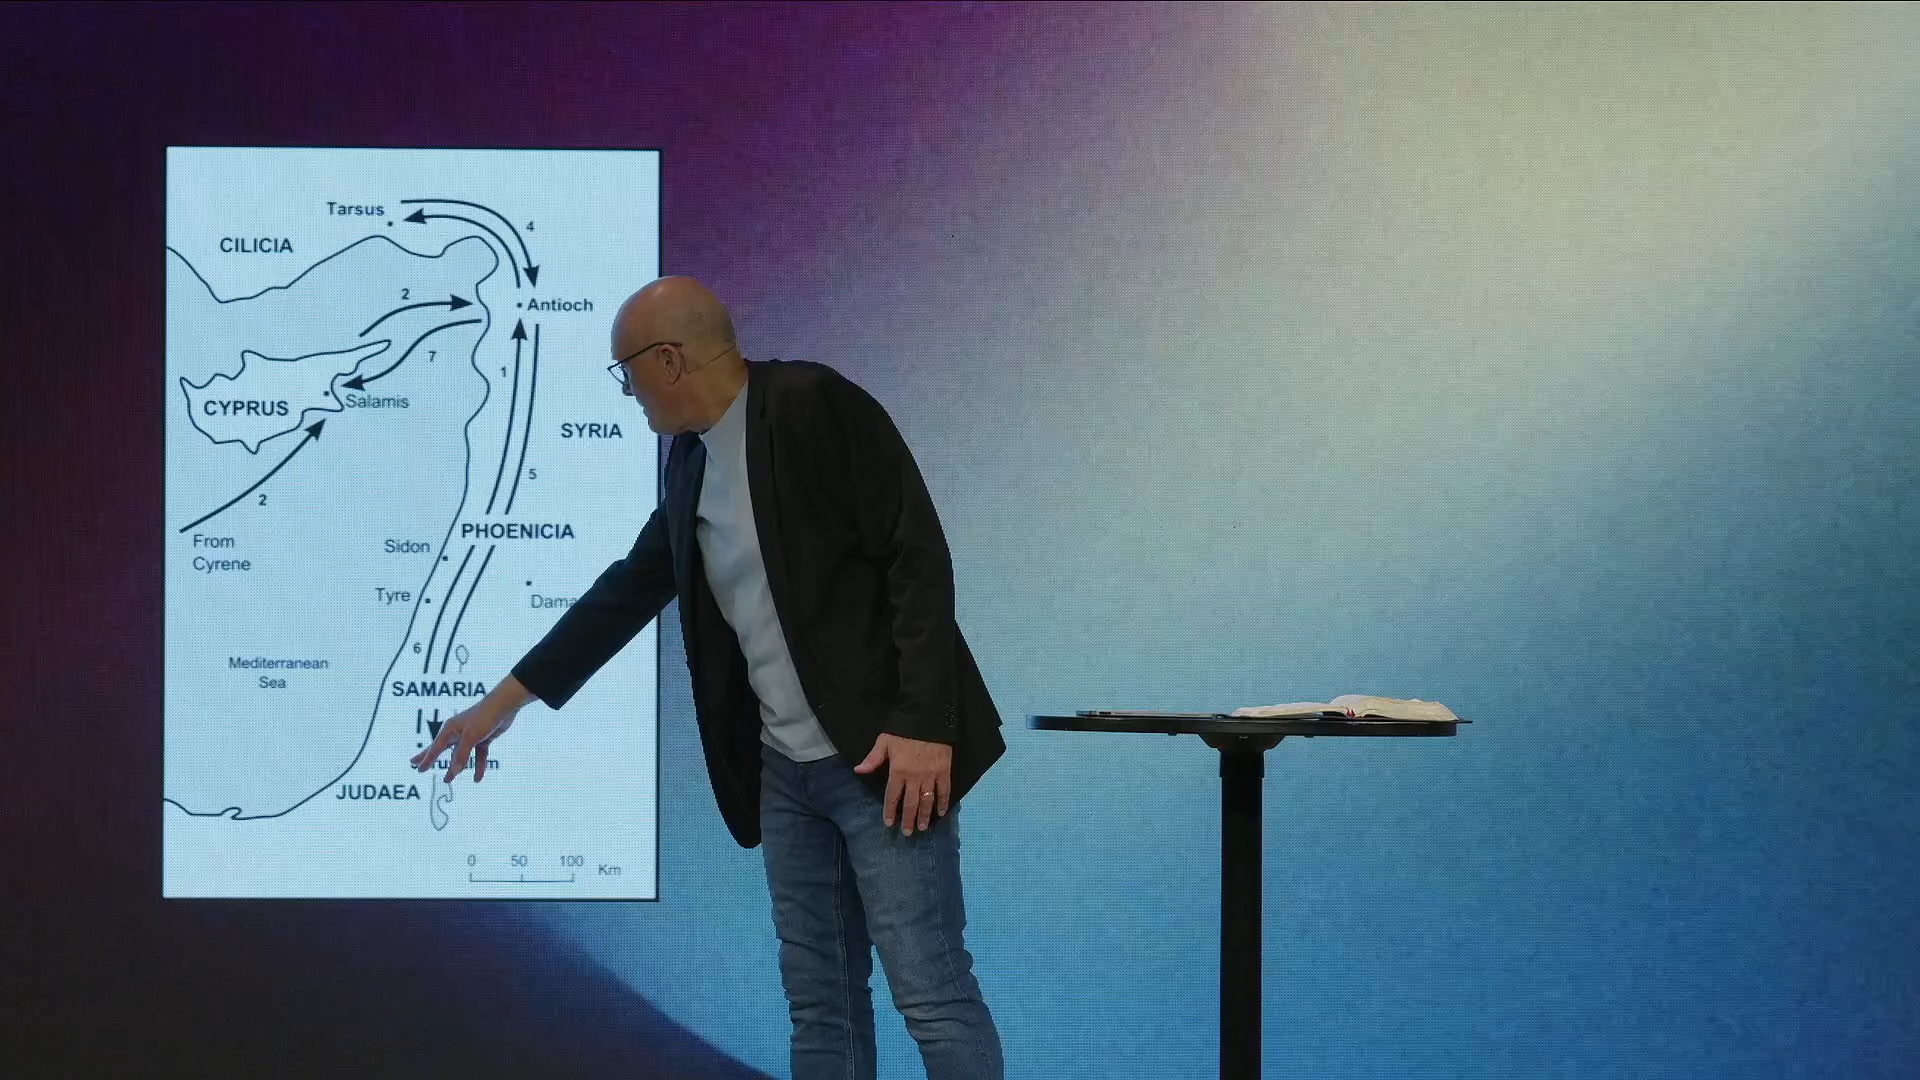 Tarsus
4
CILICIA
2
Antioch
7
1
CYPRUS
Salamis
SYRIA
5
2
PHOENICIA
From
Cyrene
Sidon
Tyre
6
Mediterranean
Sea
SAMARIA
JUDAEA
0 50 100 Km